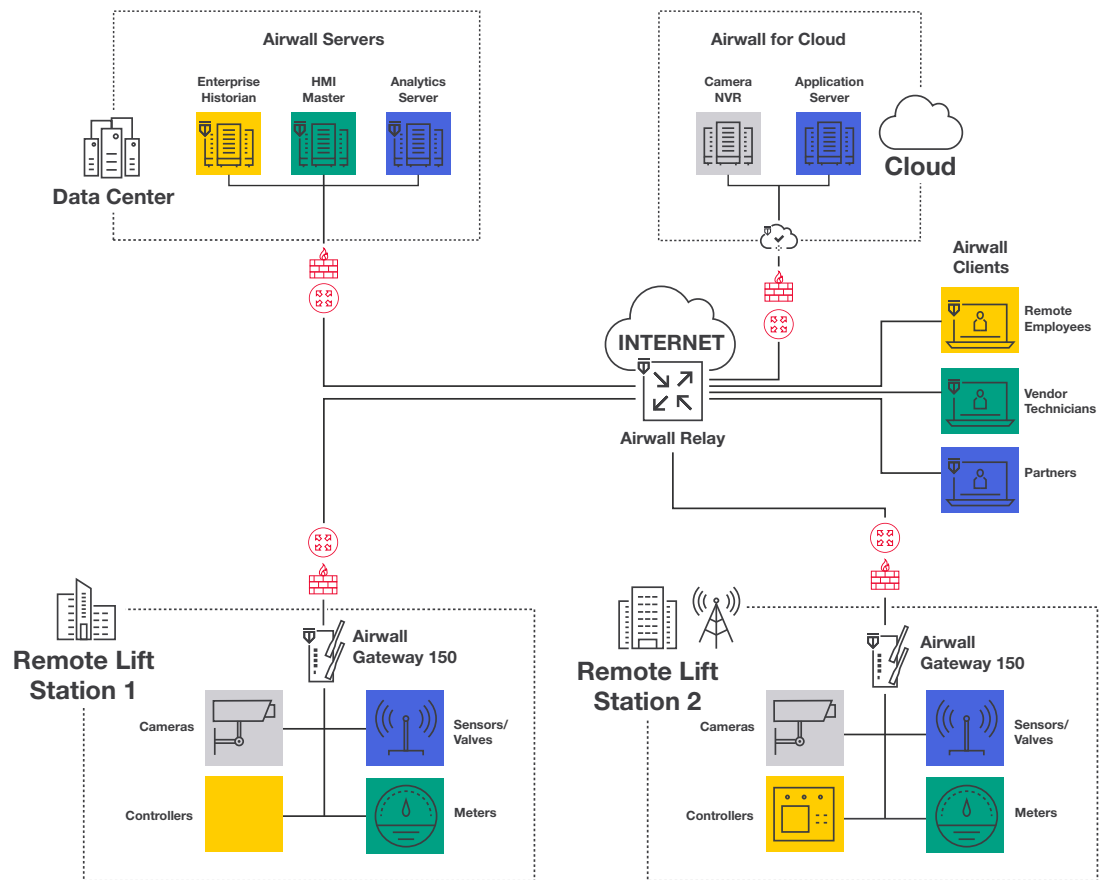 Airwall Servers
Enterprise
Historian
HMI
Master
Analytics
Server
Data Center
Airwall for Cloud
Camera
NVR
Application
Server
Cloud
Airwall
Clients
Remote
Employees
Vendor
Technicians
Partners
INTERNET
Airwall Relay
Remote Lift
Station 1
Airwall
Gateway 150
Cameras
Sensors/
Valves
Controllers
Meters
Remote Lift
Station 2
Airwall
Gateway 150
Cameras
Sensors/
Valves
Controllers
Meters